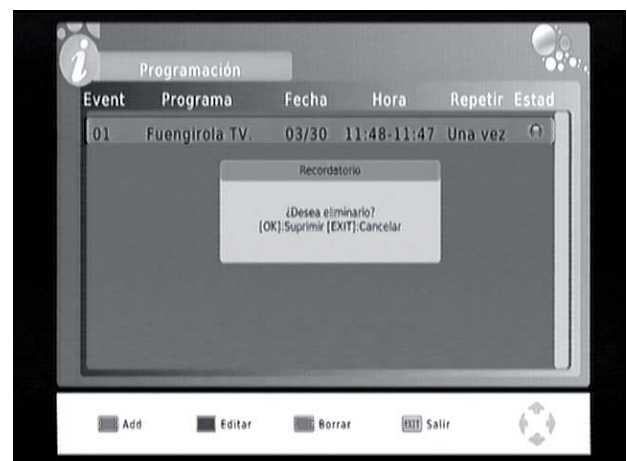 Programación
Event Programa Fecha Hora Repetir Estad
01 Fuengirola TV. 03/30 11:48-11:47 Una vez
Recordatorio
¿Desea eliminarlo?
[OK]:Suprimir [EXIT]:Cancelar
Add Editar Borrar EXIT Salir